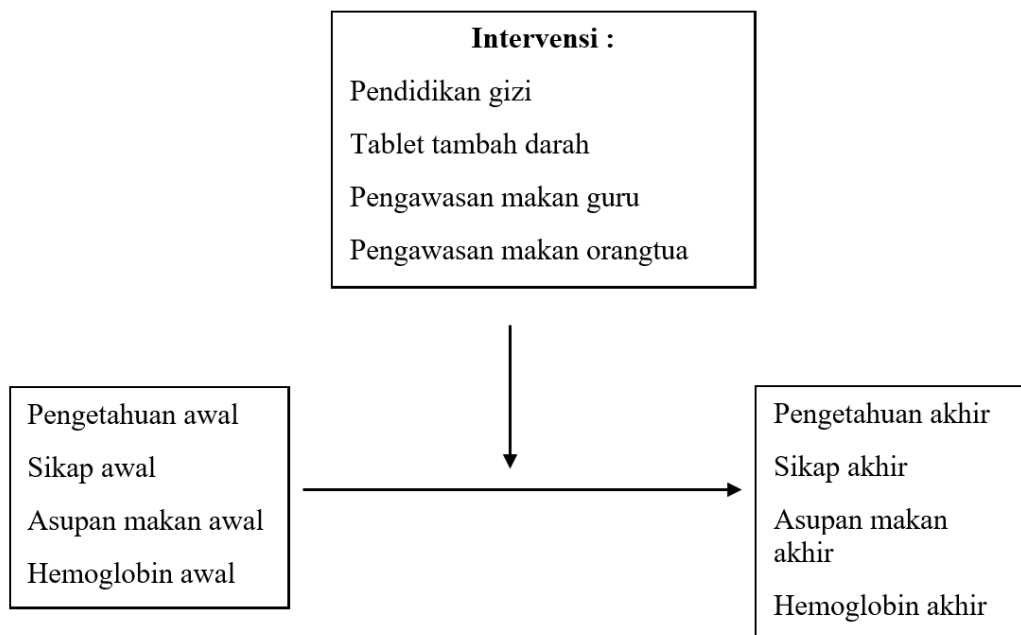 Intervensi :
Pendidikan gizi
Tablet tambah darah
Pengawasan makan guru
Pengawasan makan orangtua
Pengetahuan awal
Sikap awal
Asupan makan awal
Hemoglobin awal
Pengetahuan akhir
Sikap akhir
Asupan makan
akhir
Hemoglobin akhir